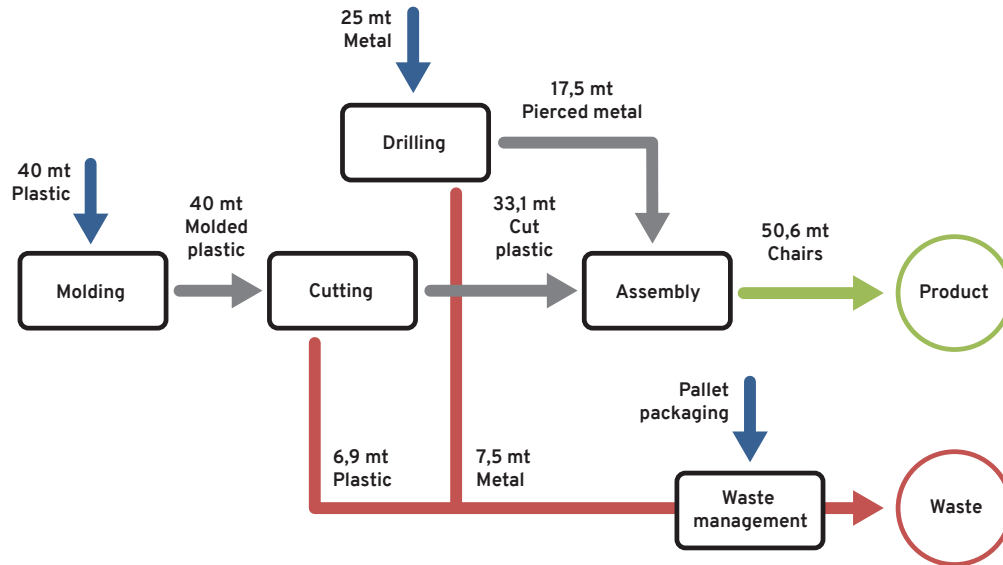 25 mt
Metal
17,5 mt
Pierced metal
Drilling
40 mt
Plastic
40 mt
Molded
plastic
33,1 mt
Cut
plastic
50,6 mt
Chairs
Molding
Cutting
Assembly
Product
Pallet
packaging
6,9 mt
Plastic
7,5 mt
Metal
Waste
management
Waste